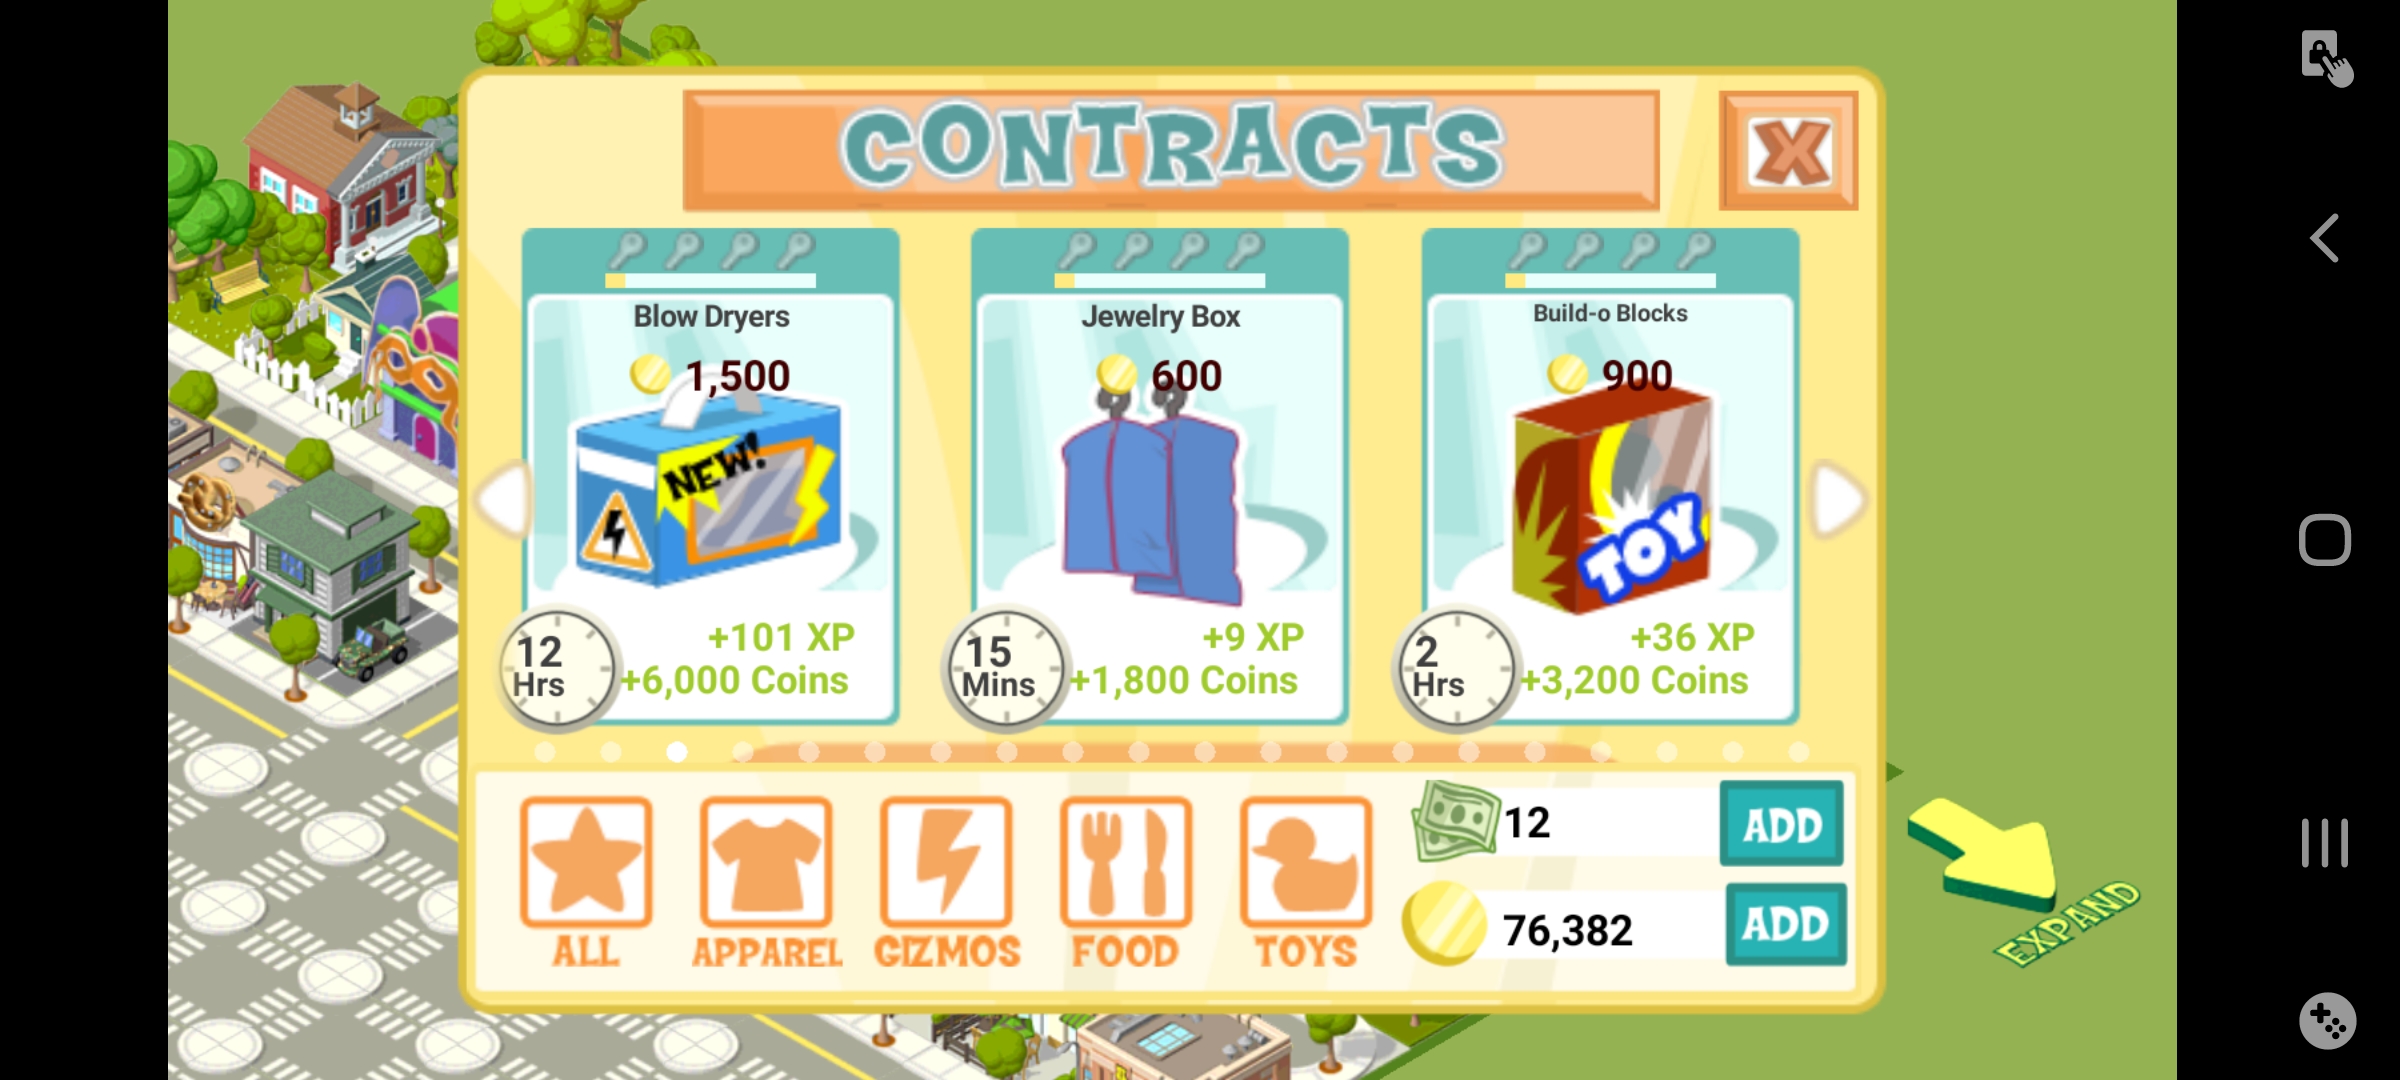 CONTRACTS
X
Blow Dryers
1,500
NEW!
12
Hrs
+101 XP
+6,000 Coins
Jewelry Box
600
15
Mins
+9 XP
+1,800 Coins
Build-o Blocks
900
TOY
2
Hrs
+36 XP
+3,200 Coins
ALL
APPAREL
GIZMOS
FOOD
TOYS
12
ADD
76,382
ADD
EXPAND